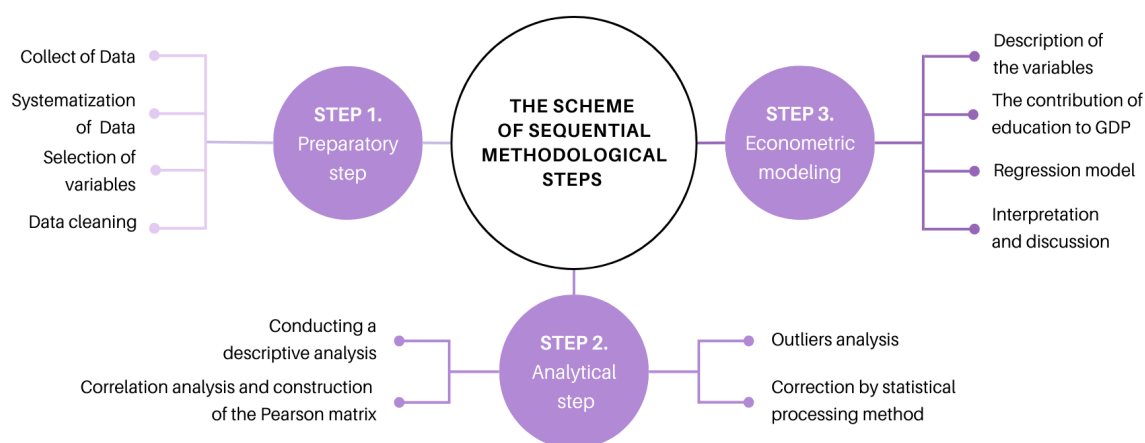 THE SCHEME
OF SEQUENTIAL
METHODOLOGICAL
STEPS
STEP 1.
Preparatory
step
Collect of Data
Systematization
of Data
Selection of
variables
Data cleaning
STEP 2.
Analytical
step
Conducting a
descriptive analysis
Correlation analysis and construction
of the Pearson matrix
Outliers analysis
Correction by statistical
processing method
STEP 3.
Econometric
modeling
Description of
the variables
The contribution of
education to GDP
Regression model
Interpretation
and discussion